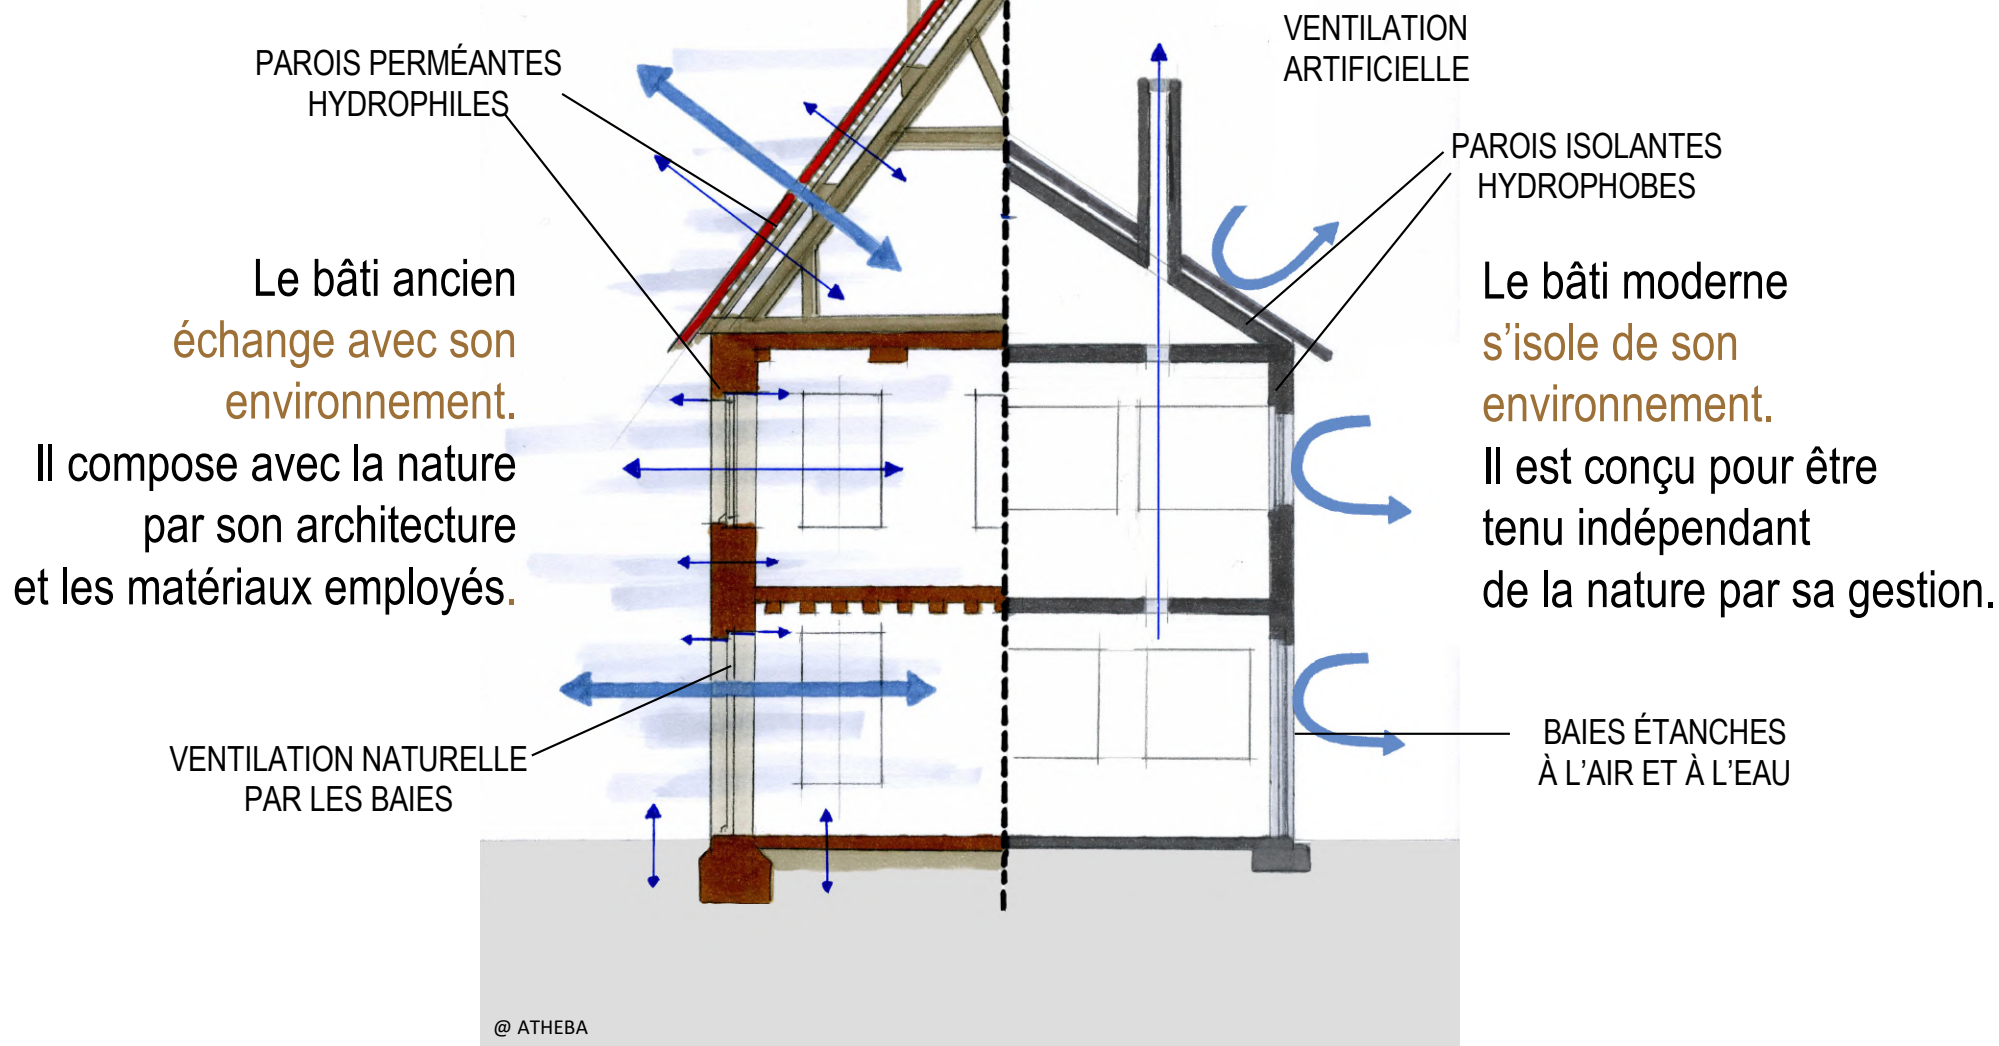 PAROIS PERMÉANTES
HYDROPHILES
Le bâti ancien
échange avec son
environnement.
Il compose avec la nature
par son architecture
et les matériaux employés.
VENTILATION NATURELLE
PAR LES BAIES
VENTILATION
ARTIFICIELLE
PAROIS ISOLANTES
HYDROPHOBES
Le bâti moderne
s’isole de son
environnement.
Il est conçu pour être
tenu indépendant
de la nature par sa gestion.
BAIES ÉTANCHES
À L’AIR ET À L’EAU
@ ATHEBA